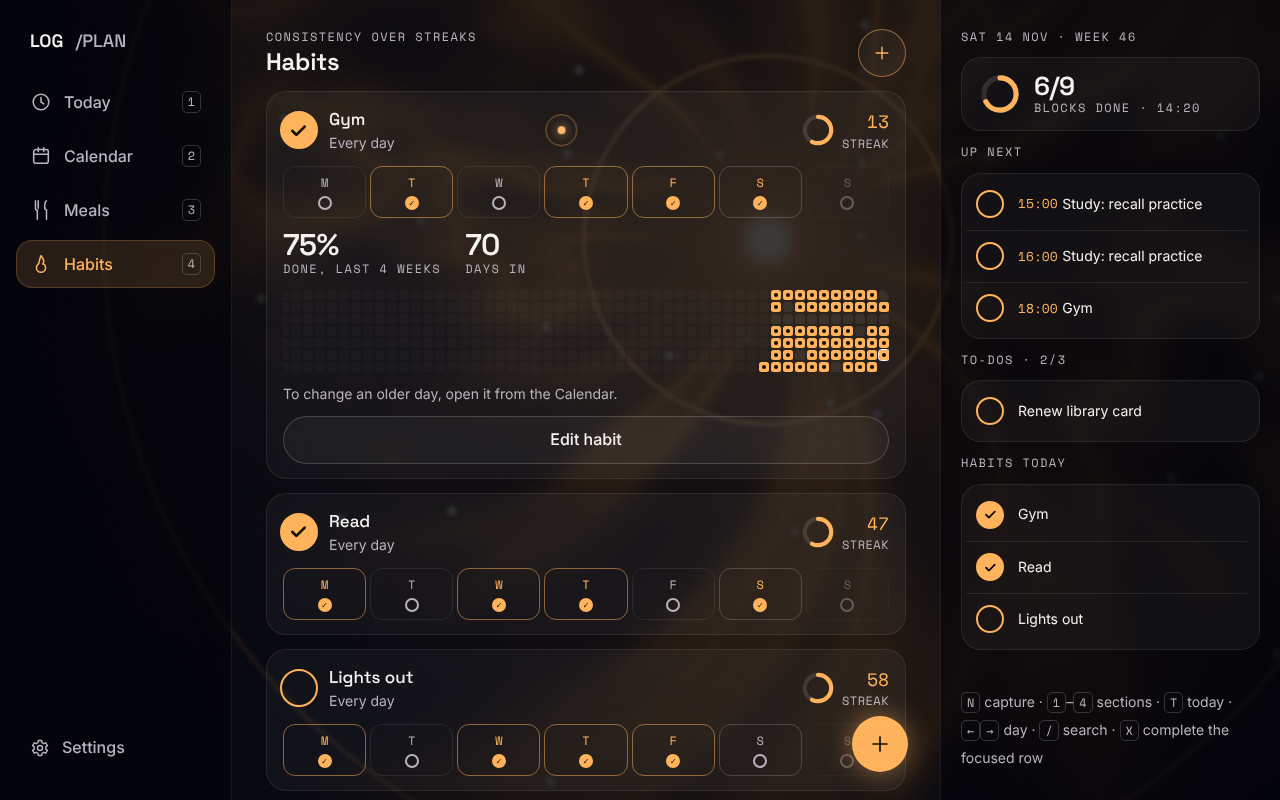 LOG /PLAN
Today 1
Calendar 2
Meals 3
Habits 4
Settings
CONSISTENCY OVER STREAKS
Habits
Gym
Every day
13
STREAK
M T W T F S S
75%
DONE, LAST 4 WEEKS
70
DAYS IN
To change an older day, open it from the Calendar.
Edit habit
Read
Every day
47
STREAK
M T W T F S S
Lights out
Every day
58
STREAK
M T W T F S S
SAT 14 NOV · WEEK 46
6/9
BLOCKS DONE · 14:20
UP NEXT
15:00 Study: recall practice
16:00 Study: recall practice
18:00 Gym
TO-DOS · 2/3
Renew library card
HABITS TODAY
Gym
Read
Lights out
N capture · 1–4 sections · T today ·
← → day · / search · X complete the
focused row